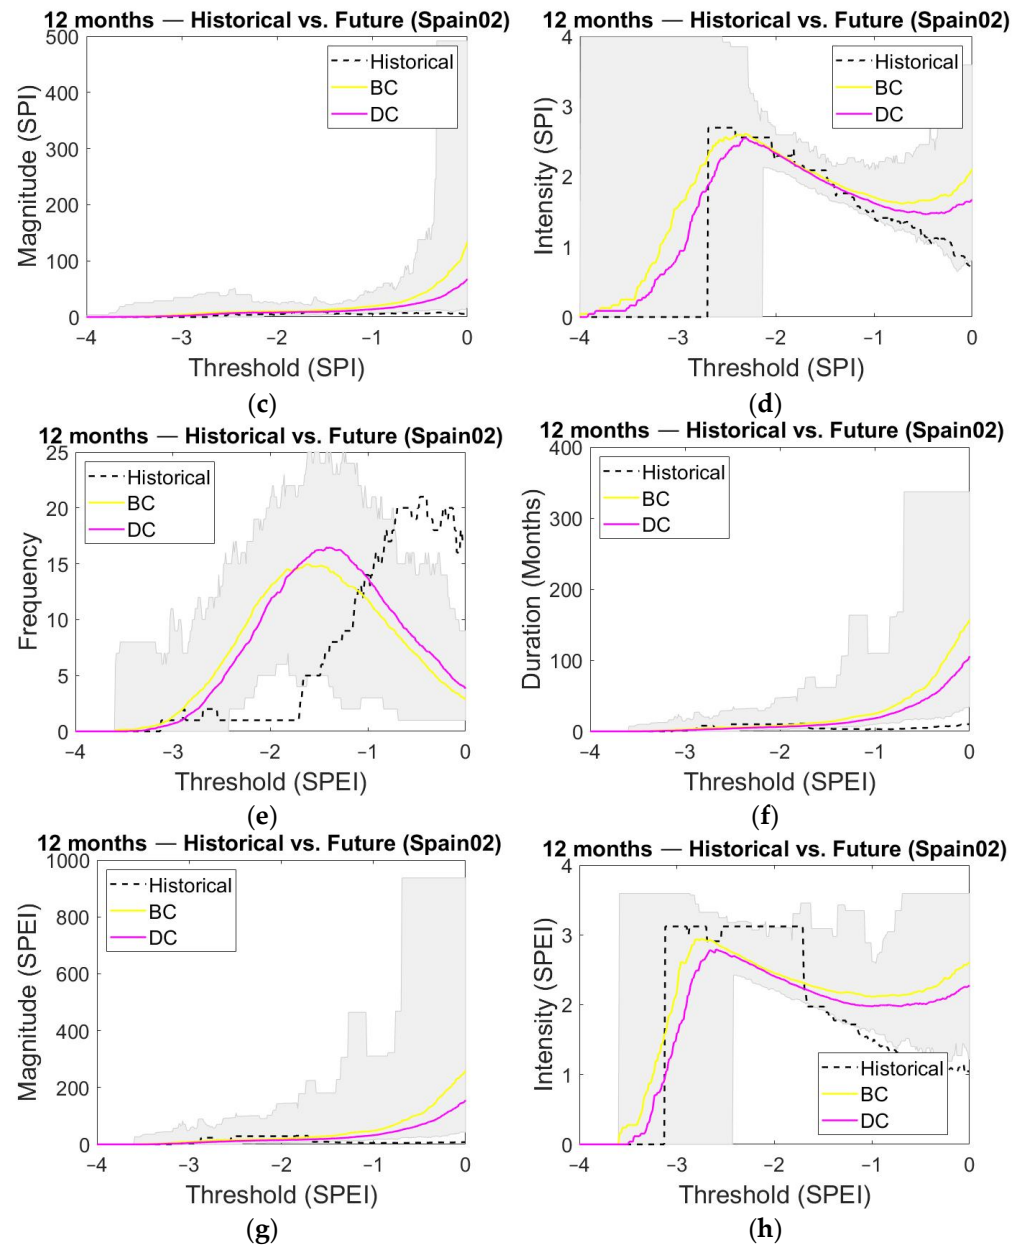 12 months — Historical vs. Future (Spain02)
500
400
300
200
100
0
Magnitude (SPI)
Historical
BC
DC
−4
−3
−2
−1
0
Threshold (SPI)
(c)
12 months — Historical vs. Future (Spain02)
4
3
2
1
0
Intensity (SPI)
Historical
BC
DC
−4
−3
−2
−1
0
Threshold (SPI)
(d)
12 months — Historical vs. Future (Spain02)
25
20
15
10
5
0
Frequency
Historical
BC
DC
−4
−3
−2
−1
0
Threshold (SPEI)
(e)
12 months — Historical vs. Future (Spain02)
400
300
200
100
0
Duration (Months)
Historical
BC
DC
−4
−3
−2
−1
0
Threshold (SPEI)
(f)
12 months — Historical vs. Future (Spain02)
1000
800
600
400
200
0
Magnitude (SPEI)
Historical
BC
DC
−4
−3
−2
−1
0
Threshold (SPEI)
(g)
12 months — Historical vs. Future (Spain02)
4
3
2
1
0
Intensity (SPEI)
Historical
BC
DC
−4
−3
−2
−1
0
Threshold (SPEI)
(h)